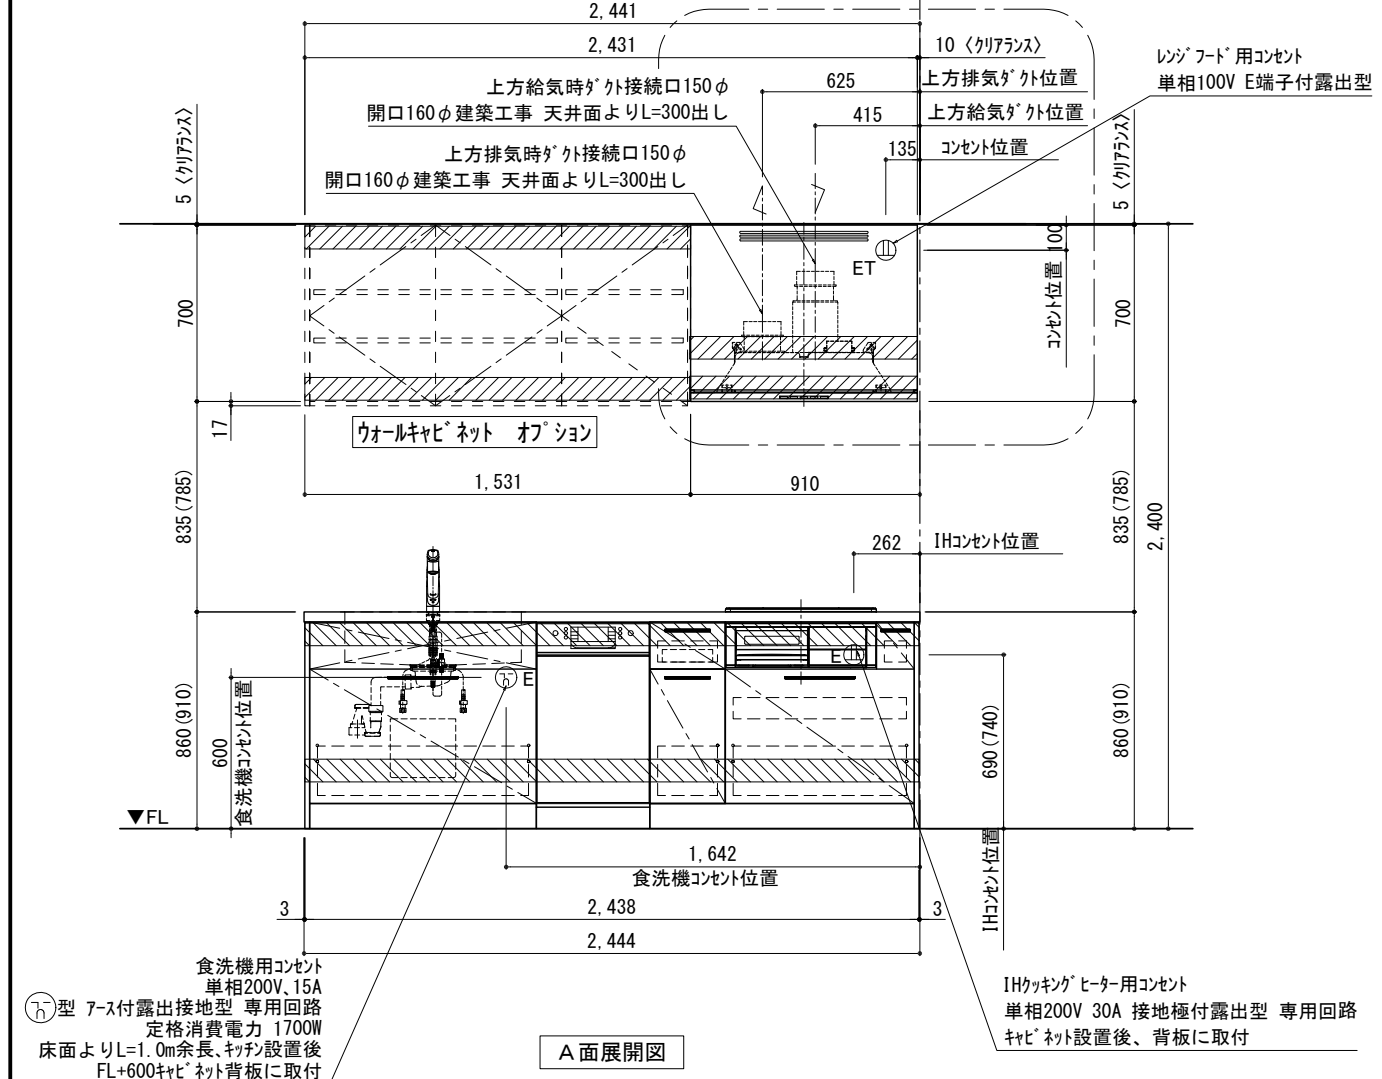 2,441
2,431
10 〈ｸﾘｱﾗﾝｽ〉
ﾚﾝｼﾞﾌｰﾄﾞ用ｺﾝｾﾝﾄ
単相100V E端子付露出型
上方給気時ﾀﾞｸﾄ接続口150φ
開口160φ建築工事 天井面よりL=300出し
625
上方排気ﾀﾞｸﾄ位置
415
上方給気ﾀﾞｸﾄ位置
135
ｺﾝｾﾝﾄ位置
上方排気時ﾀﾞｸﾄ接続口150φ
開口160φ建築工事 天井面よりL=300出し
5 〈ｸﾘｱﾗﾝｽ〉
5 〈ｸﾘｱﾗﾝｽ〉
ET
100
ｺﾝｾﾝﾄ位置
700
700
17
ｳｫｰﾙｷｬﾋﾞﾈｯﾄ ｵﾌﾟｼｮﾝ
1,531
910
835(785)
835(785)
2,400
262
IHｺﾝｾﾝﾄ位置
E
E
860(910)
600
食洗機ｺﾝｾﾝﾄ位置
690(740)
860(910)
▼FL
IHｺﾝｾﾝﾄ位置
1,642
食洗機ｺﾝｾﾝﾄ位置
3
2,438
3
2,444
食洗機用ｺﾝｾﾝﾄ
単相200V､15A
型 ｱｰｽ付露出接地型 専用回路
定格消費電力 1700W
床面よりL=1.0m余長､ｷｯﾁﾝ設置後
FL+600ｷｬﾋﾞﾈｯﾄ背板に取付
IHｸｯｷﾝｸﾞﾋｰﾀｰ用ｺﾝｾﾝﾄ
単相200V 30A 接地極付露出型 専用回路
ｷｬﾋﾞﾈｯﾄ設置後、背板に取付
A面展開図